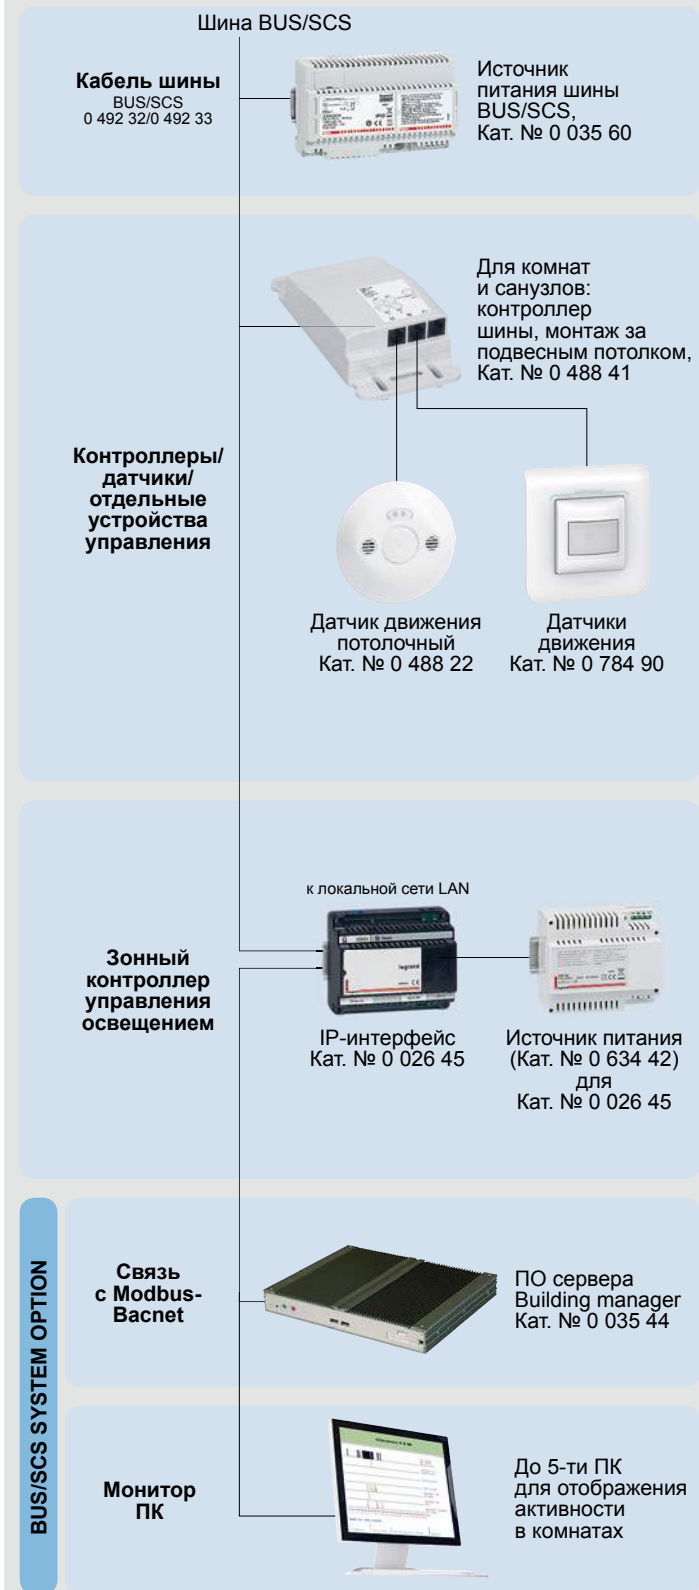 Шина BUS/SCS
Кабель шины
BUS/SCS
0 492 32/0 492 33
Источник
питания шины
BUS/SCS,
Кат. № 0 035 60
Для комнат
и санузлов:
контроллер
шины, монтаж за
подвесным потолком,
Кат. № 0 488 41
Контроллеры/
датчики/
отдельные
устройства
управления
Датчик движения
потолочный
Кат. № 0 488 22
Датчики
движения
Кат. № 0 784 90
к локальной сети LAN
Зонный
контроллер
управления
освещением
legrand
IP-интерфейс
Кат. № 0 026 45
Источник питания
(Кат. № 0 634 42)
для
Кат. № 0 026 45
BUS/SCS SYSTEM OPTION
Связь
с Modbus-
Bacnet
ПО сервера
Building manager
Кат. № 0 035 44
Монитор
ПК
До 5-ти ПК
для отображения
активности
в комнатах